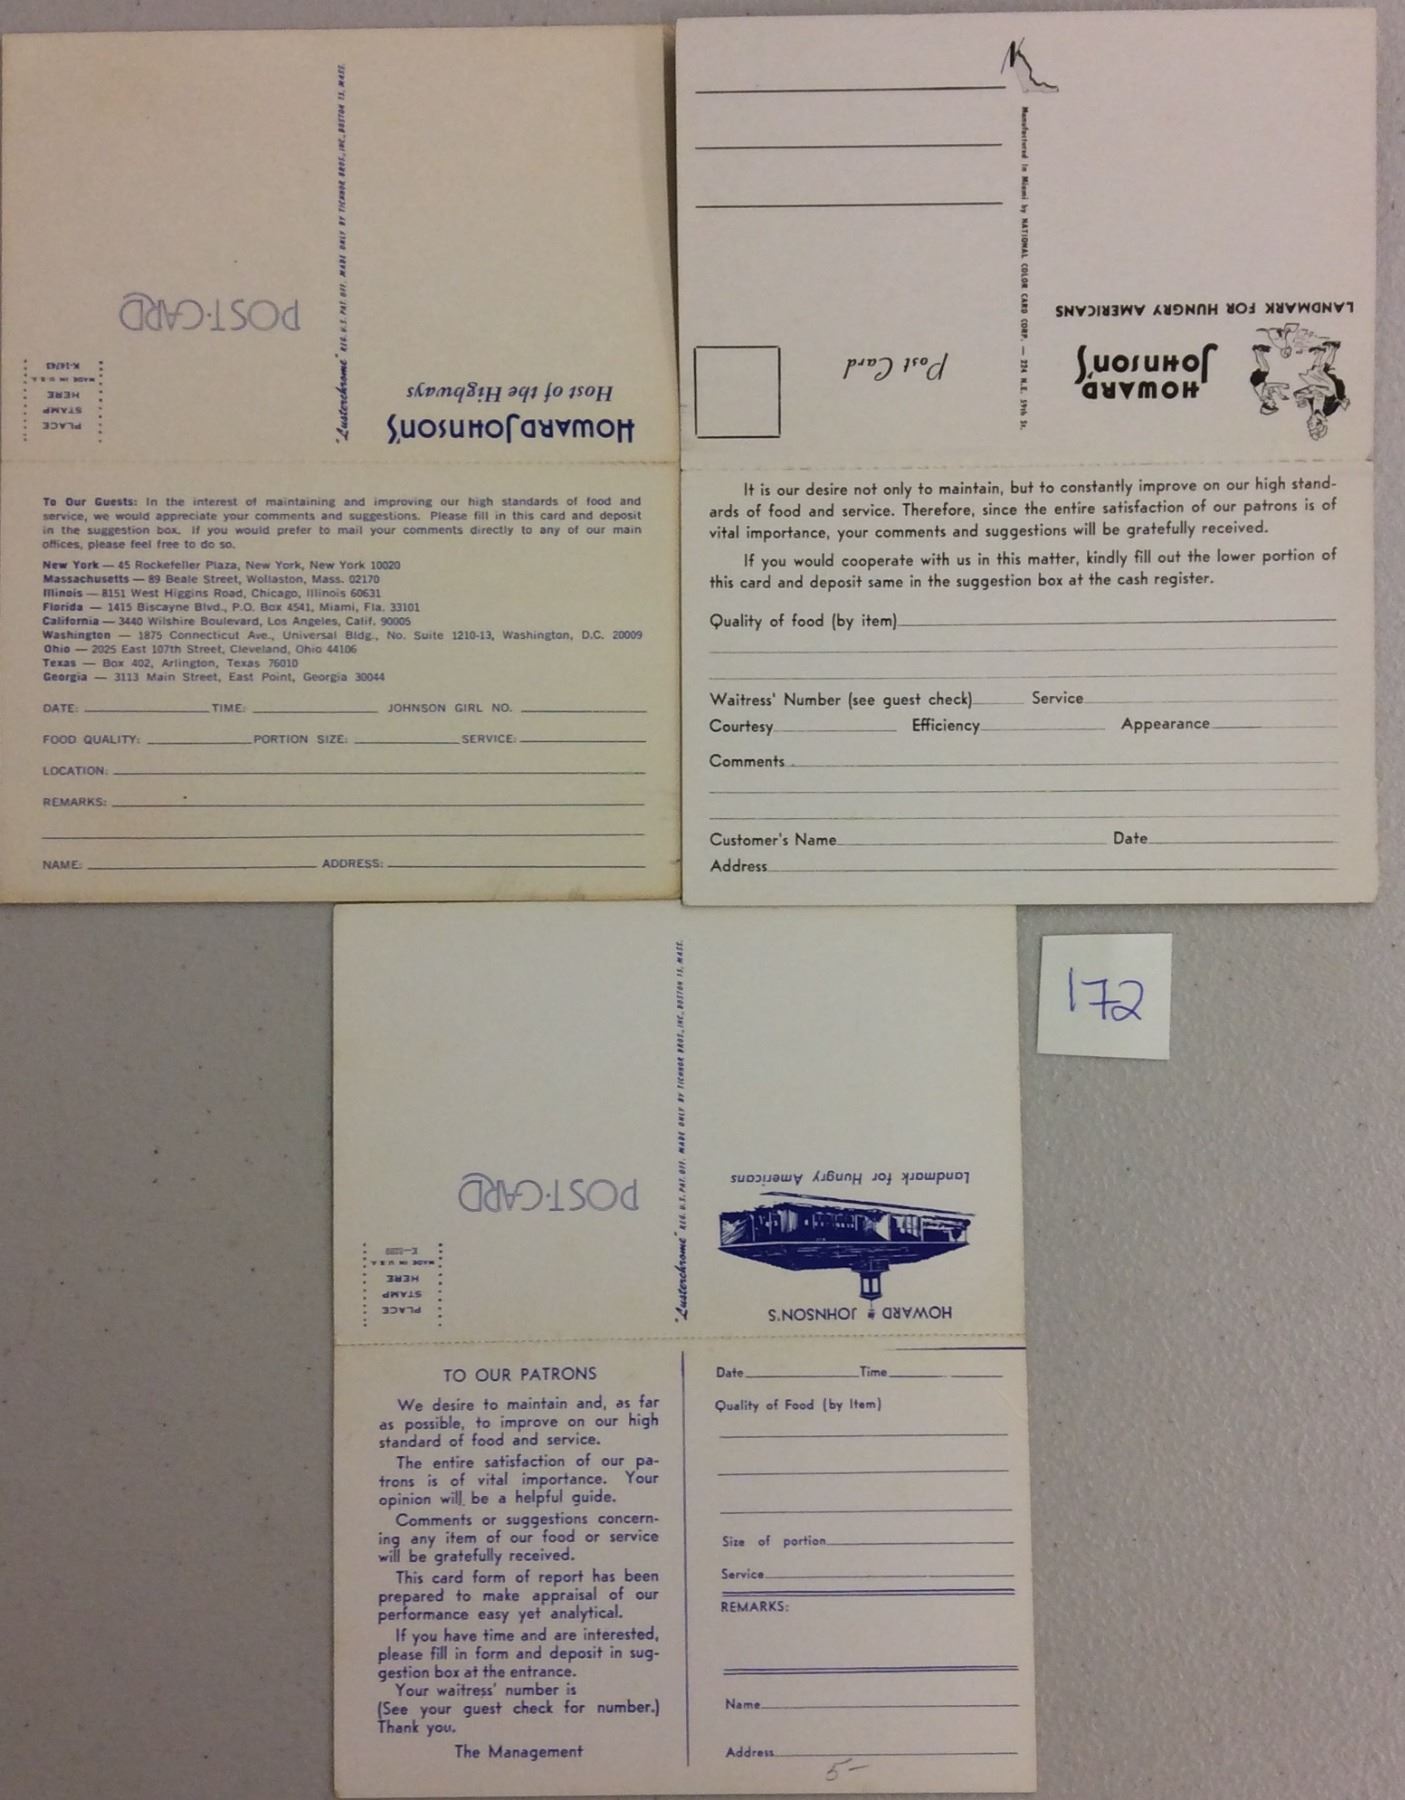 HOWARD JOHNSON'S
Host of the Highways
"Lusterchrome" REG. U.S. PAT. OFF. MADE ONLY BY TICHNOR BROS., INC., BOSTON 15, MASS.
PLACE
STAMP
HERE
MADE IN U.S.A.
K-14763
POST-CARD
To Our Guests: In the interest of maintaining and improving our high standards of food and
service, we would appreciate your comments and suggestions. Please fill in this card and deposit
in the suggestion box. If you would prefer to mail your comments directly to any of our main
offices, please feel free to do so.
New York — 45 Rockefeller Plaza, New York, New York 10020
Massachusetts — 89 Beale Street, Wollaston, Mass. 02170
Illinois — 8151 West Higgins Road, Chicago, Illinois 60631
Florida — 1415 Biscayne Blvd., P.O. Box 4541, Miami, Fla. 33101
California — 3440 Wilshire Boulevard, Los Angeles, Calif. 90005
Washington — 1875 Connecticut Ave., Universal Bldg., No. Suite 1210-13, Washington, D.C. 20009
Ohio — 2025 East 107th Street, Cleveland, Ohio 44106
Texas — Box 402, Arlington, Texas 76010
Georgia — 3113 Main Street, East Point, Georgia 30044
DATE: TIME: JOHNSON GIRL NO.
FOOD QUALITY: PORTION SIZE: SERVICE:
LOCATION:
REMARKS:
NAME: ADDRESS:
HOWARD
JOHNSON'S
LANDMARK FOR HUNGRY AMERICANS
Manufactured in Miami by NATIONAL COLOR CARD CORP. — 224 N.E. 59th St.
Post Card
It is our desire not only to maintain, but to constantly improve on our high stand-
ards of food and service. Therefore, since the entire satisfaction of our patrons is of
vital importance, your comments and suggestions will be gratefully received.
If you would cooperate with us in this matter, kindly fill out the lower portion of
this card and deposit same in the suggestion box at the cash register.
Quality of food (by item)
Waitress' Number (see guest check) Service
Courtesy Efficiency Appearance
Comments
Customer's Name Date
Address
172
HOWARD JOHNSON'S
Landmark for Hungry Americans
"Lusterchrome" REG. U.S. PAT. OFF. MADE ONLY BY TICHNOR BROS., INC., BOSTON 15, MASS.
PLACE
STAMP
HERE
MADE IN U.S.A.
POST-CARD
TO OUR PATRONS
We desire to maintain and, as far
as possible, to improve on our high
standard of food and service.
The entire satisfaction of our pa-
trons is of vital importance. Your
opinion will be a helpful guide.
Comments or suggestions concern-
ing any item of our food or service
will be gratefully received.
This card form of report has been
prepared to make appraisal of our
performance easy yet analytical.
If you have time and are interested,
please fill in form and deposit in sug-
gestion box at the entrance.
Your waitress' number is
(See your guest check for number.)
Thank you.
The Management
Date Time
Quality of Food (by Item)
Size of portion
Service
REMARKS:
Name
Address
5-